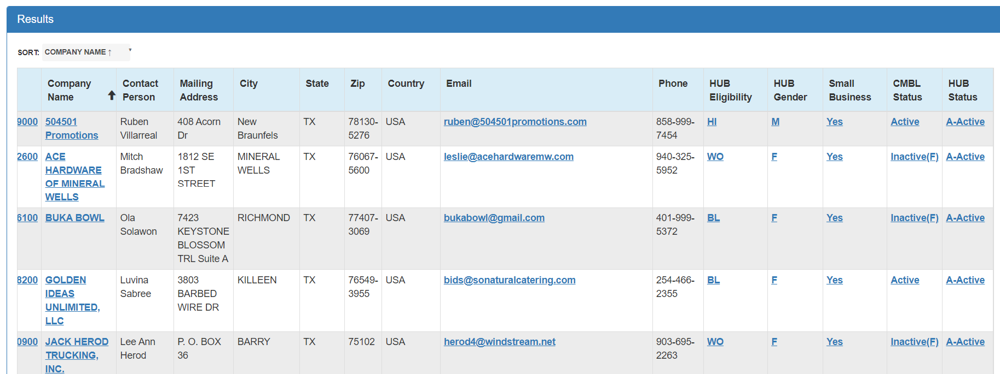 Results
SORT: COMPANY NAME ↑
Company Name
Contact Person
Mailing Address
City
State
Zip
Country
Email
Phone
HUB Eligibility
HUB Gender
Small Business
CMBL Status
HUB Status
9000
504501 Promotions
Ruben Villarreal
408 Acorn Dr
New Braunfels
TX
78130-5276
USA
ruben@504501promotions.com
858-999-7454
HI
M
Yes
Active
A-Active
2600
ACE HARDWARE OF MINERAL WELLS
Mitch Bradshaw
1812 SE 1ST STREET
MINERAL WELLS
TX
76067-5600
USA
leslie@acehardwaremw.com
940-325-5952
WO
F
Yes
Inactive(F)
A-Active
6100
BUKA BOWL
Ola Solawon
7423 KEYSTONE BLOSSOM TRL Suite A
RICHMOND
TX
77407-3069
USA
bukabowl@gmail.com
401-999-5372
BL
F
Yes
Inactive(F)
A-Active
8200
GOLDEN IDEAS UNLIMITED, LLC
Luvina Sabree
3803 BARBED WIRE DR
KILLEEN
TX
76549-3955
USA
bids@sonaturalcatering.com
254-466-2355
BL
F
Yes
Active
A-Active
0900
JACK HEROD TRUCKING, INC.
Lee Ann Herod
P. O. BOX 36
BARRY
TX
75102
USA
herod4@windstream.net
903-695-2263
WO
F
Yes
Inactive(F)
A-Active